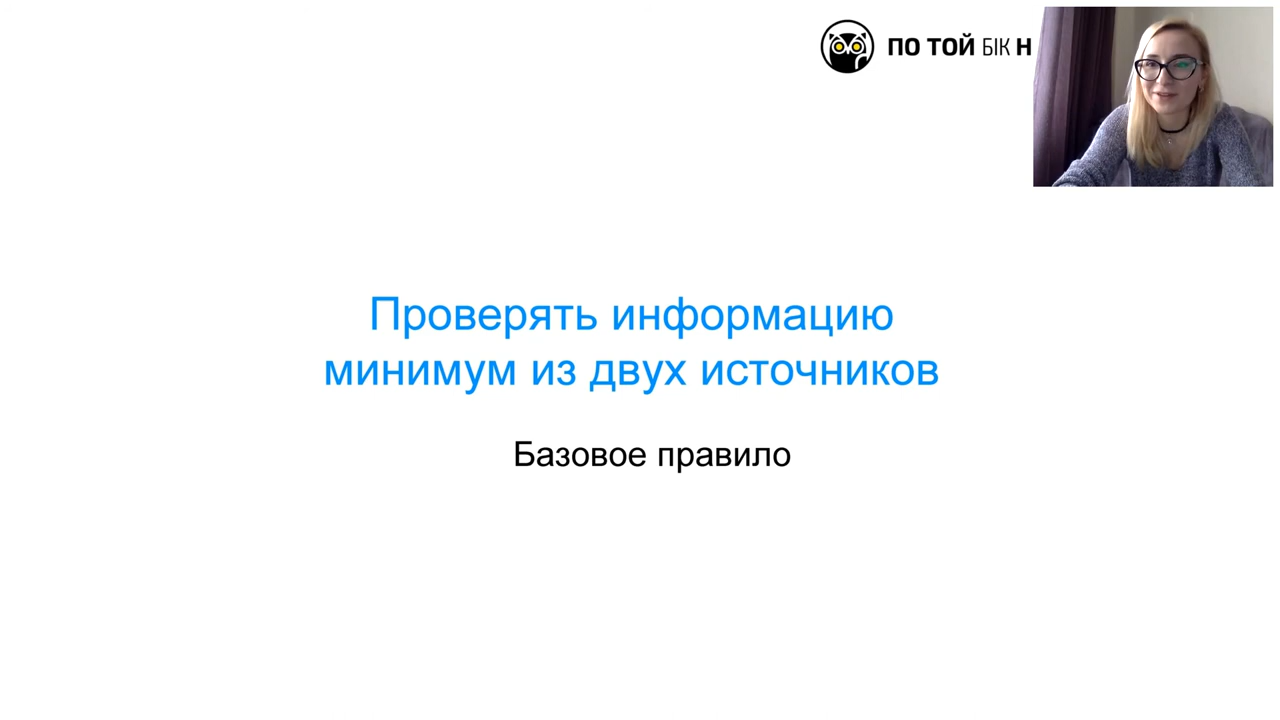 ПО ТОЙ БІК Н
Проверять информацию
минимум из двух источников
Базовое правило